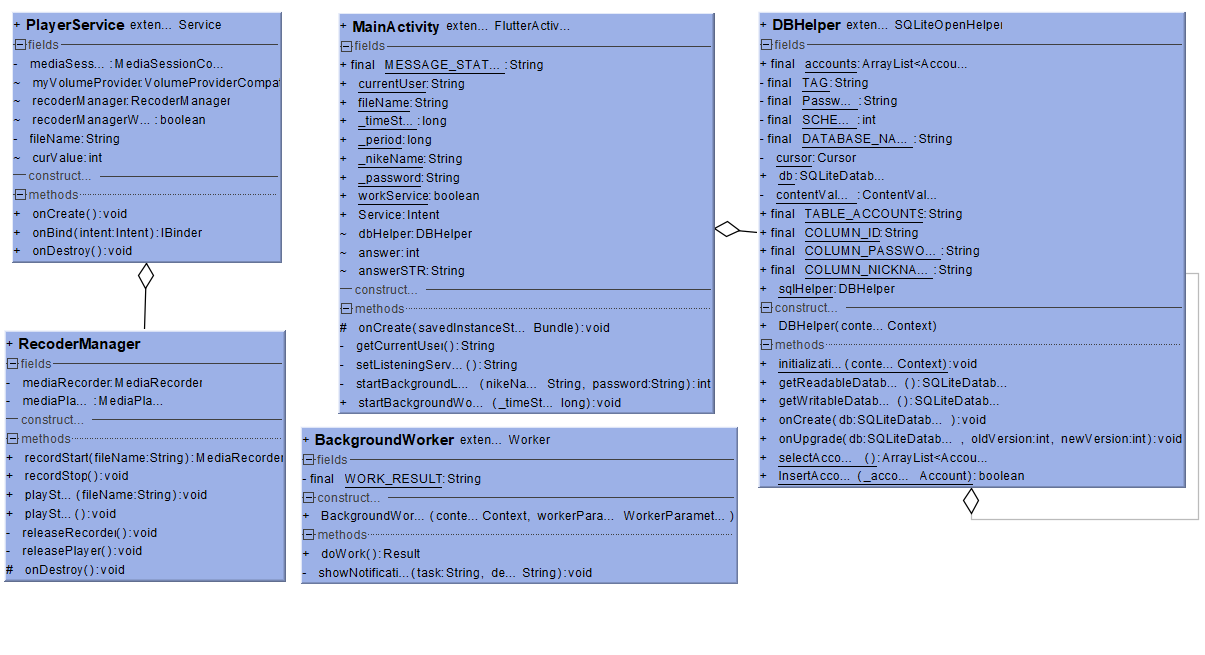 + PlayerService exten... Service
fields
- mediaSess... :MediaSessionCo...
~ myVolumeProvider:VolumeProviderCompat
~ recoderManager:RecoderManager
~ recoderManagerW... :boolean
- fileName:String
~ curValue:int
construct...
methods
+ onCreate():void
+ onBind(intent:Intent):IBinder
+ onDestroy():void
+ RecoderManager
fields
- mediaRecorder:MediaRecorder
- mediaPla... :MediaPla...
construct...
methods
+ recordStart(fileName:String):MediaRecorder
+ recordStop():void
+ playSt... (fileName:String):void
+ playSt... ():void
- releaseRecorder():void
- releasePlayer():void
# onDestroy():void
+ MainActivity exten... FlutterActiv...
fields
+ final MESSAGE_STAT... :String
+ currentUser:String
+ fileName:String
+ _timeSt... :long
+ _period:long
+ _nikeName:String
+ _password:String
+ workService:boolean
+ Service:Intent
~ dbHelper:DBHelper
~ answer:int
~ answerSTR:String
construct...
methods
# onCreate(savedInstanceSt... Bundle):void
- getCurrentUser():String
- setListeningServ... ():String
- startBackgroundL... (nikeNa... String, password:String):int
+ startBackgroundWo... (_timeSt... long):void
+ BackgroundWorker exten... Worker
fields
- final WORK_RESULT:String
construct...
+ BackgroundWor... (conte... Context, workerPara... WorkerParamet... )
methods
+ doWork():Result
- showNotificati... (task:String, de... String):void
+ DBHelper exten... SQLiteOpenHelper
fields
+ final accounts:ArrayList<Accou...
- final TAG:String
- final Passw... :String
- final SCHE... :int
- final DATABASE_NA... :String
- cursor:Cursor
+ db:SQLiteDatab...
- contentVal... :ContentVal...
+ final TABLE_ACCOUNTS:String
+ final COLUMN_ID:String
+ final COLUMN_PASSWO... :String
+ final COLUMN_NICKNA... :String
+ sqlHelper:DBHelper
construct...
+ DBHelper(conte... Context)
methods
+ initializati... (conte... Context):void
+ getReadableDatab... ():SQLiteDatab...
+ getWritableDatab... ():SQLiteDatab...
+ onCreate(db:SQLiteDatab... ):void
+ onUpgrade(db:SQLiteDatab... , oldVersion:int, newVersion:int):void
+ selectAcco... ():ArrayList<Accou...
+ InsertAcco... (_acco... Account):boolean